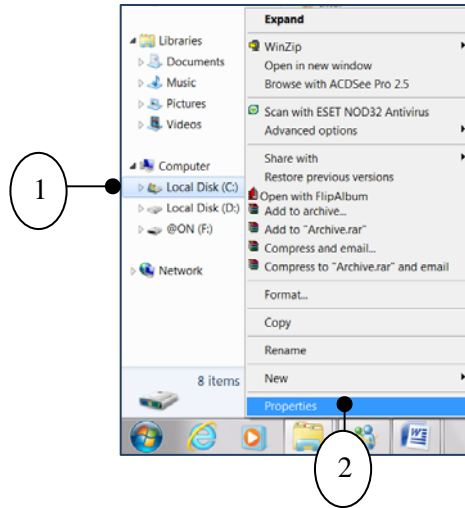 Expand
Libraries
Documents
Music
Pictures
Videos
Computer
Local Disk (C:)
Local Disk (D:)
@ON (F:)
Network
8 items
WinZip
Open in new window
Browse with ACDSee Pro 2.5
Scan with ESET NOD32 Antivirus
Advanced options
Share with
Restore previous versions
Open with FlipAlbum
Add to archive...
Add to "Archive.rar"
Compress and email...
Compress to "Archive.rar" and email
Format...
Copy
Rename
New
Properties
1
2